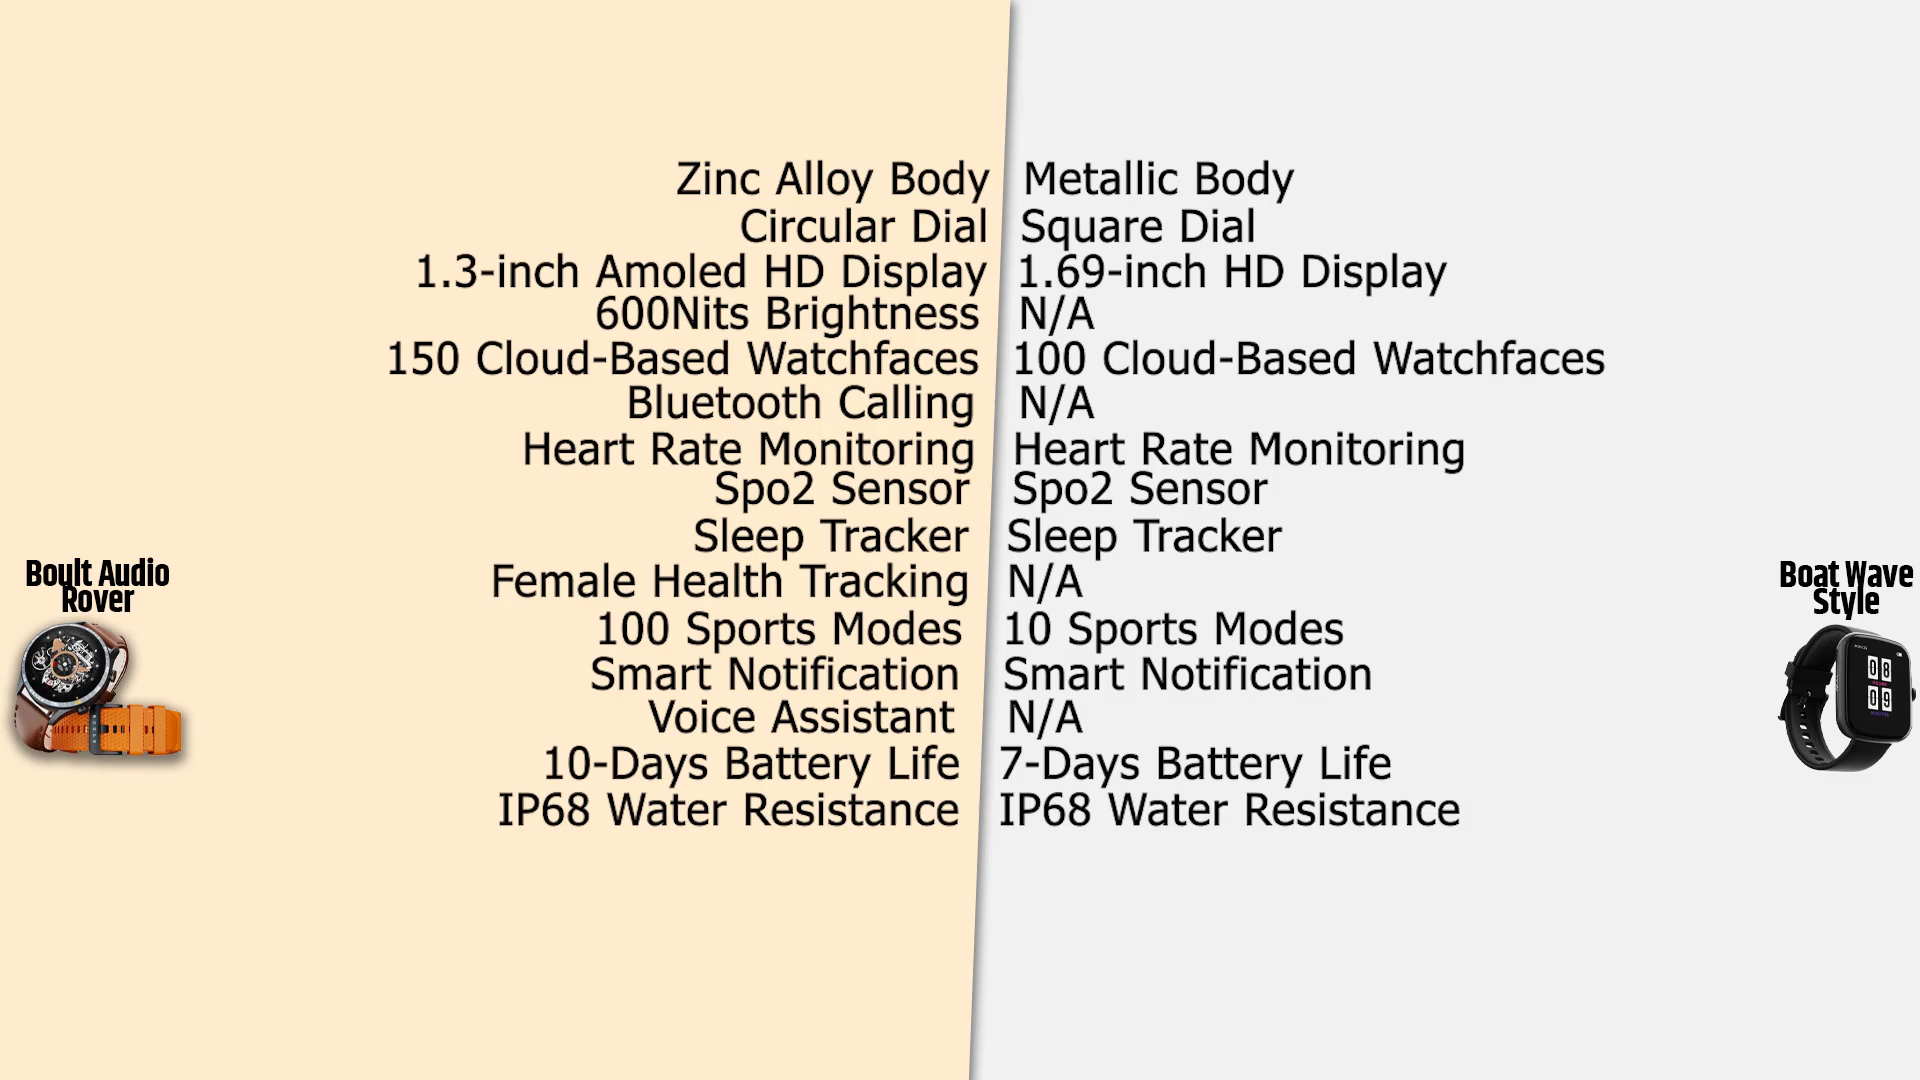 Zinc Alloy Body Metallic Body
Circular Dial Square Dial
1.3-inch Amoled HD Display 1.69-inch HD Display
600Nits Brightness N/A
150 Cloud-Based Watchfaces 100 Cloud-Based Watchfaces
Bluetooth Calling N/A
Heart Rate Monitoring Heart Rate Monitoring
Spo2 Sensor Spo2 Sensor
Sleep Tracker Sleep Tracker
Female Health Tracking N/A
100 Sports Modes 10 Sports Modes
Smart Notification Smart Notification
Voice Assistant N/A
10-Days Battery Life 7-Days Battery Life
IP68 Water Resistance IP68 Water Resistance
Boult Audio
Rover
Boat Wave
Style
08
09